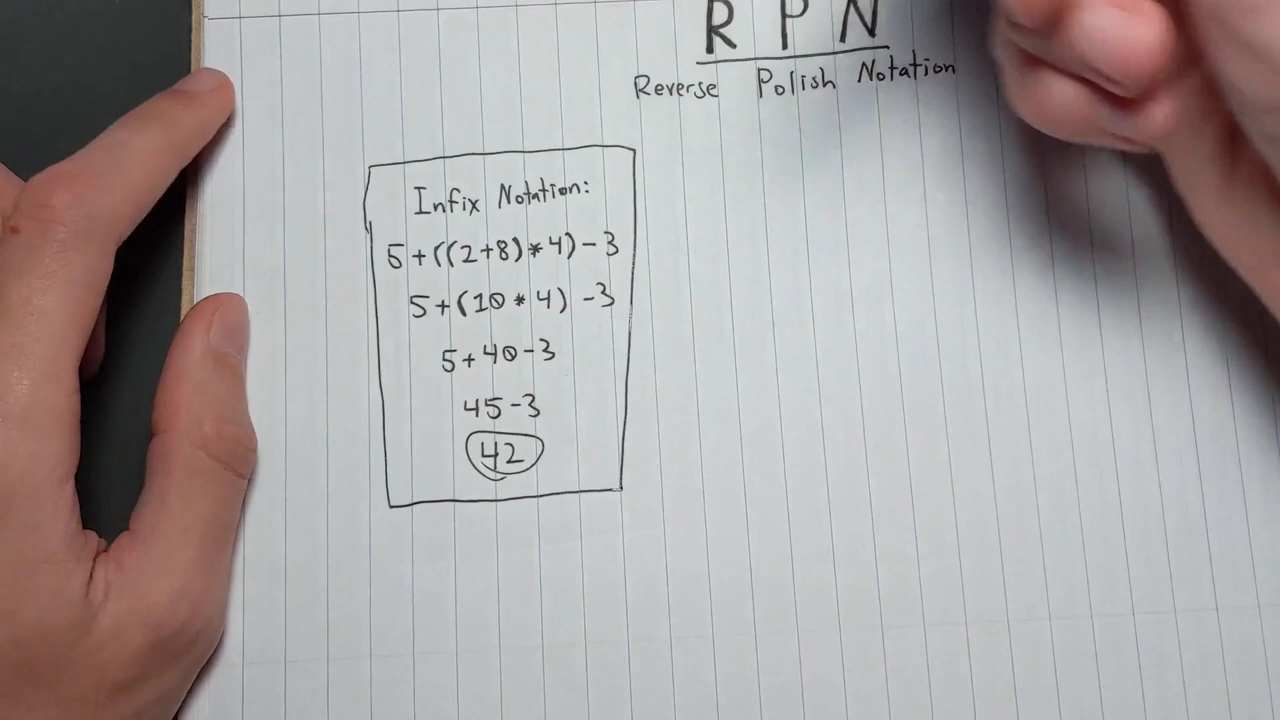 R P N
Reverse Polish Notation
Infix Notation:
5+((2+8)*4)-3
5+(10*4) -3
5+40-3
45-3
42